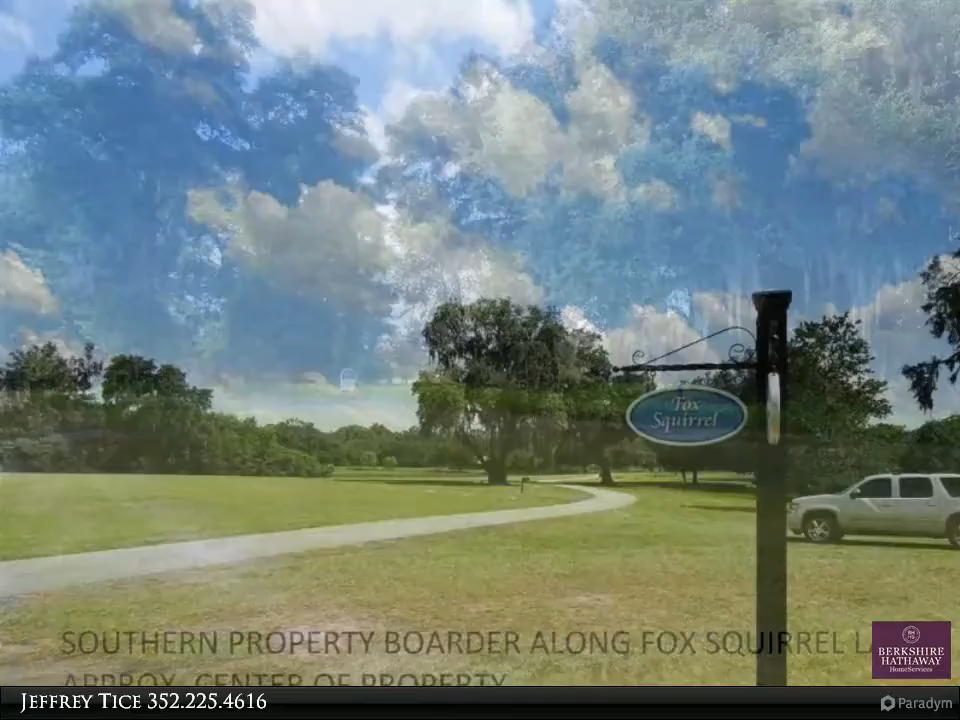 Fox
Squirrel
SOUTHERN PROPERTY BOARDER ALONG FOX SQUIRREL
APPROX. CENTER OF PROPERTY
BERKSHIRE
HATHAWAY
HomeServices
JEFFREY TICE 352.225.4616
Paradym